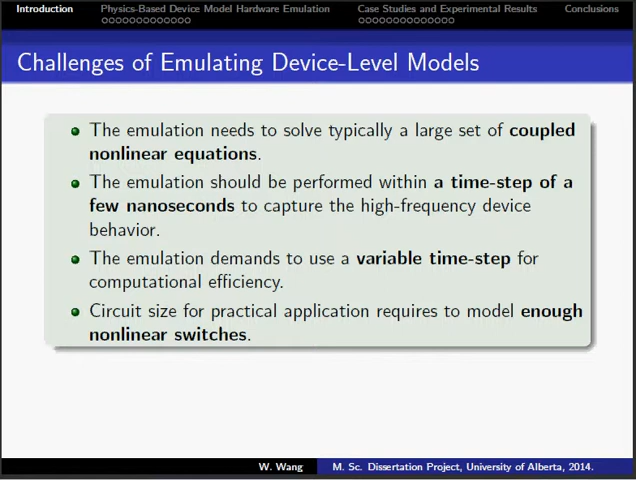 Introduction Physics-Based Device Model Hardware Emulation Case Studies and Experimental Results Conclusions
Challenges of Emulating Device-Level Models
The emulation needs to solve typically a large set of coupled
nonlinear equations.
The emulation should be performed within a time-step of a
few nanoseconds to capture the high-frequency device
behavior.
The emulation demands to use a variable time-step for
computational efficiency.
Circuit size for practical application requires to model enough
nonlinear switches.
W. Wang M. Sc. Dissertation Project, University of Alberta, 2014.